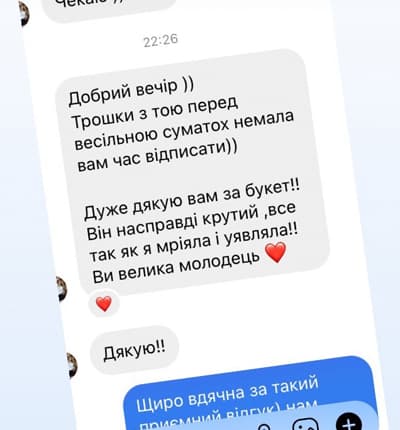 Чекаю ))
22:26
Добрий вечір ))
Трошки з тою перед
весільною суматох немала
вам час відписати))
Дуже дякую вам за букет!!
Він насправді крутий ,все
так як я мріяла і уявляла!!
Ви велика молодець ❤️
Дякую!!
Щиро вдячна за такий
приємний відгук) нам